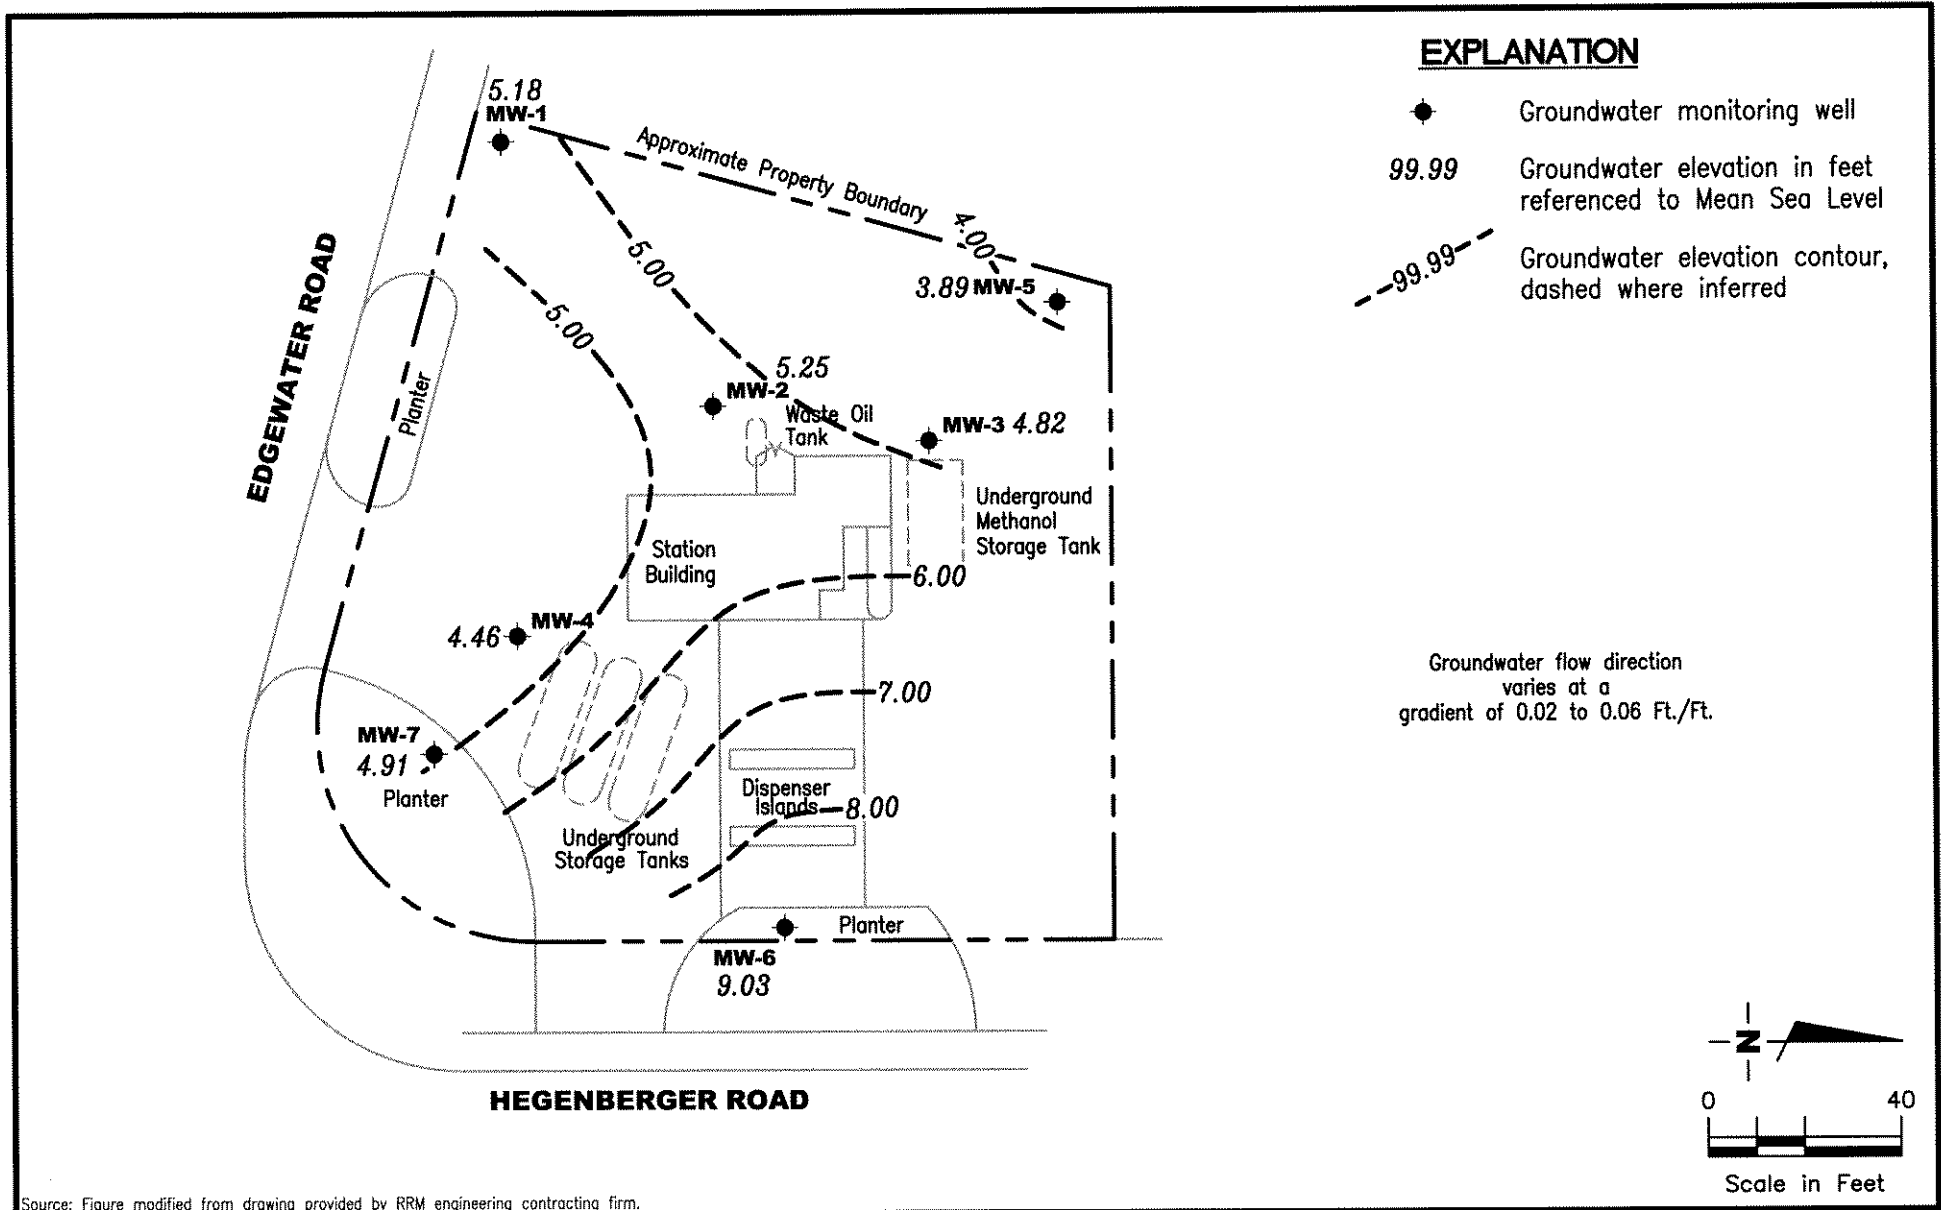 EXPLANATION
Groundwater monitoring well
99.99
Groundwater elevation in feet
referenced to Mean Sea Level
99.99
Groundwater elevation contour,
dashed where inferred
5.18
MW-1
Approximate Property Boundary
4.00
3.89 MW-5
5.00
5.00
EDGEWATER ROAD
Planter
5.25
MW-2
Waste Oil
Tank
MW-3 4.82
Underground
Methanol
Storage Tank
Station
Building
6.00
MW-4
4.46
7.00
MW-7
4.91
Planter
Dispenser
Islands
8.00
Underground
Storage Tanks
Planter
MW-6
9.03
HEGENBERGER ROAD
Groundwater flow direction
varies at a
gradient of 0.02 to 0.06 Ft./Ft.
N
0 40
Scale in Feet
Source: Figure modified from drawing provided by RRM engineering contracting firm.